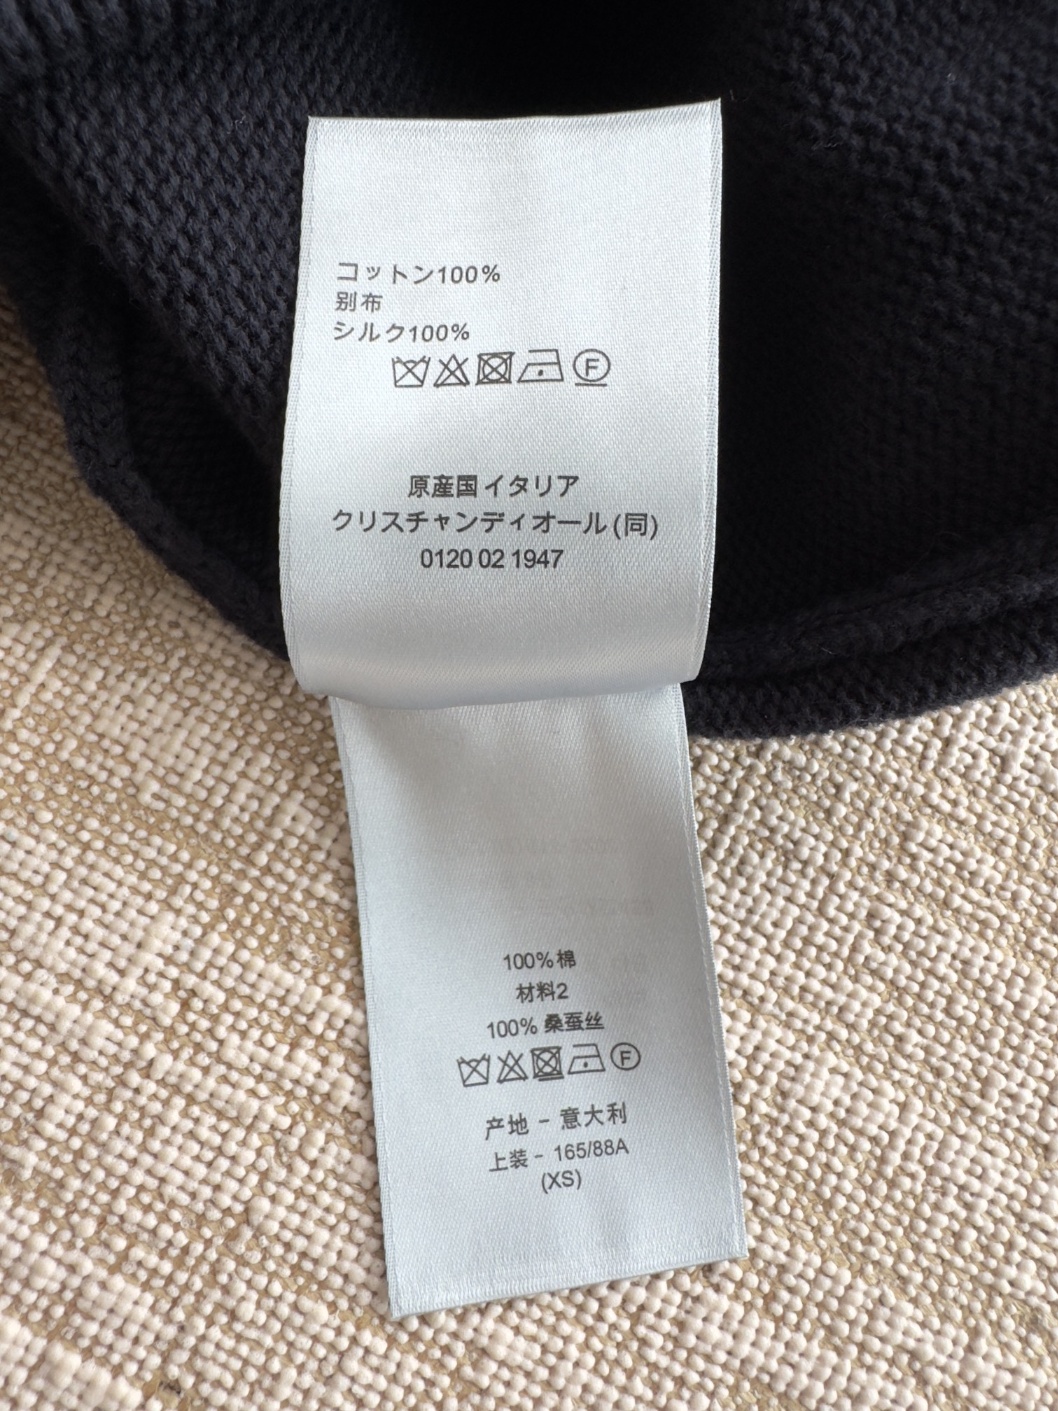 コットン100%
別布
シルク100%
F
原産国イタリア
クリスチャンディオール(同)
0120 02 1947
100%棉
材料2
100% 桑蚕丝
F
产地 - 意大利
上装 - 165/88A
(XS)